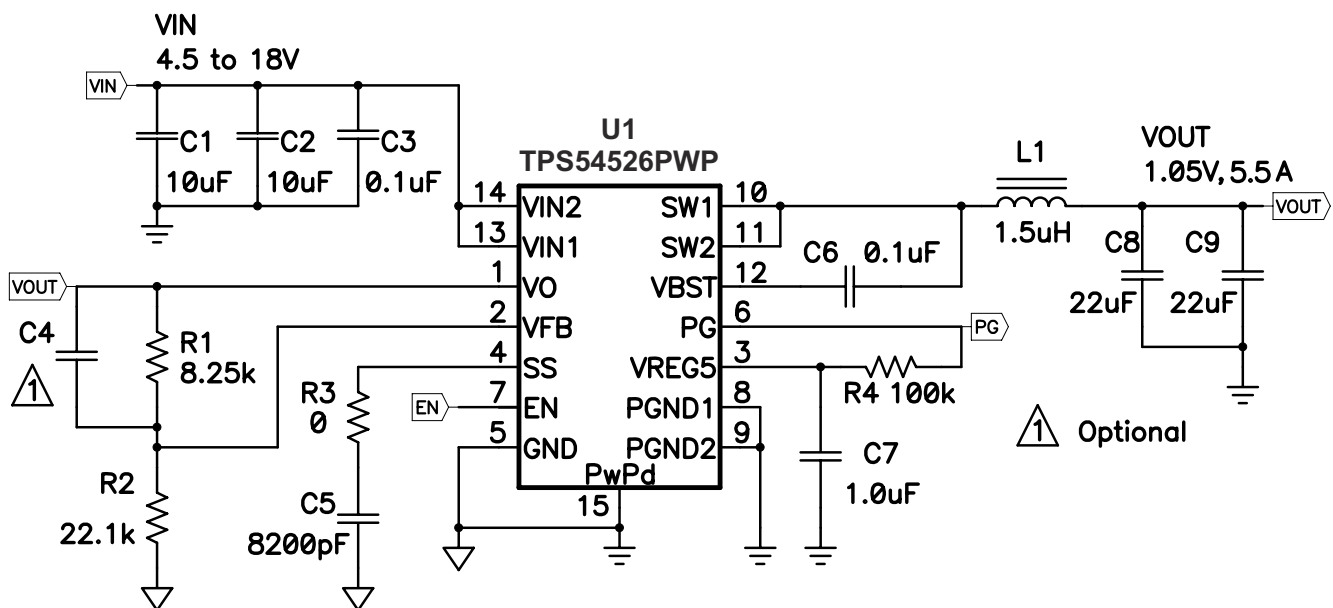 VIN
4.5 to 18V
VIN
C1
10uF
C2
10uF
C3
0.1uF
U1
TPS54526PWP
14
VIN2
13
VIN1
1
VO
2
VFB
4
SS
7
EN
5
GND
PwPd
15
SW1
10
SW2
11
VBST
12
PG
6
VREG5
3
PGND1
8
PGND2
9
VOUT
C4
1
R1
8.25k
R2
22.1k
R3
0
C5
8200pF
EN
C6
0.1uF
L1
1.5uH
VOUT
1.05V, 5.5 A
VOUT
C8
22uF
C9
22uF
PG
R4 100k
C7
1.0uF
1 Optional